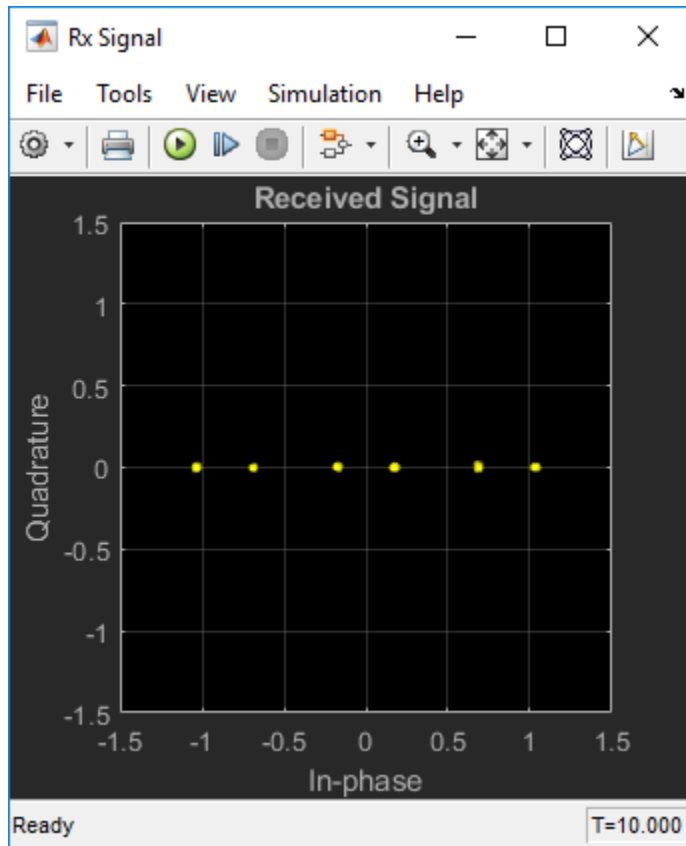 Rx Signal
File Tools View Simulation Help
Received Signal
1.5
1
0.5
0
-0.5
-1
-1.5
Quadrature
-1.5 -1 -0.5 0 0.5 1 1.5
In-phase
Ready T=10.000